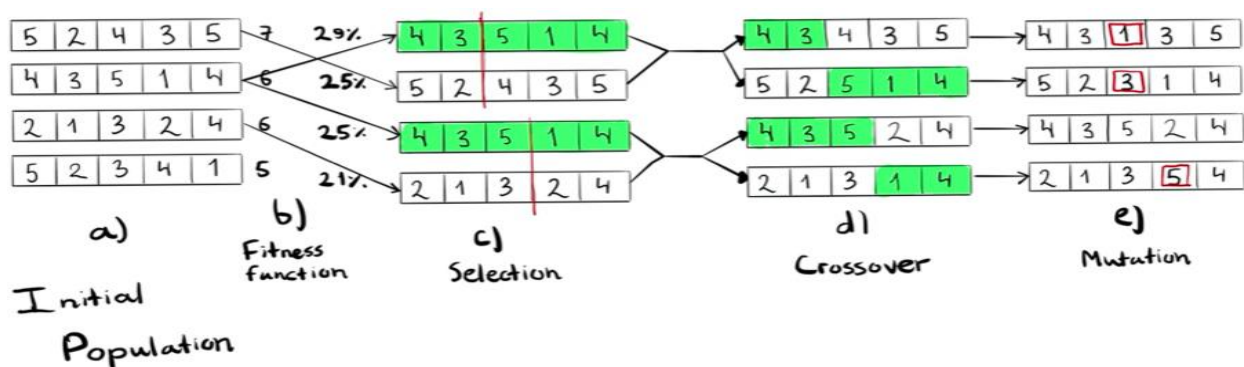 5 2 4 3 5 7 29% 4 3 5 1 4 4 3 4 3 5 4 3 1 3 5
4 3 5 1 4 6 25% 5 2 4 3 5 5 2 5 1 4 5 2 3 1 4
2 1 3 2 4 6 25% 4 3 5 1 4 4 3 5 2 4 4 3 5 2 4
5 2 3 4 1 5 21% 2 1 3 2 4 2 1 3 1 4 2 1 3 5 4
a) b) c) d) e)
Fitness
function
Selection Crossover Mutation
Initial
Population